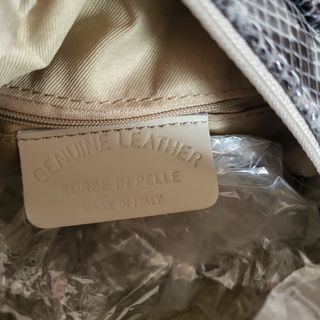 GENUINE LEATHER
BORSE IN PELLE
MADE IN ITALY